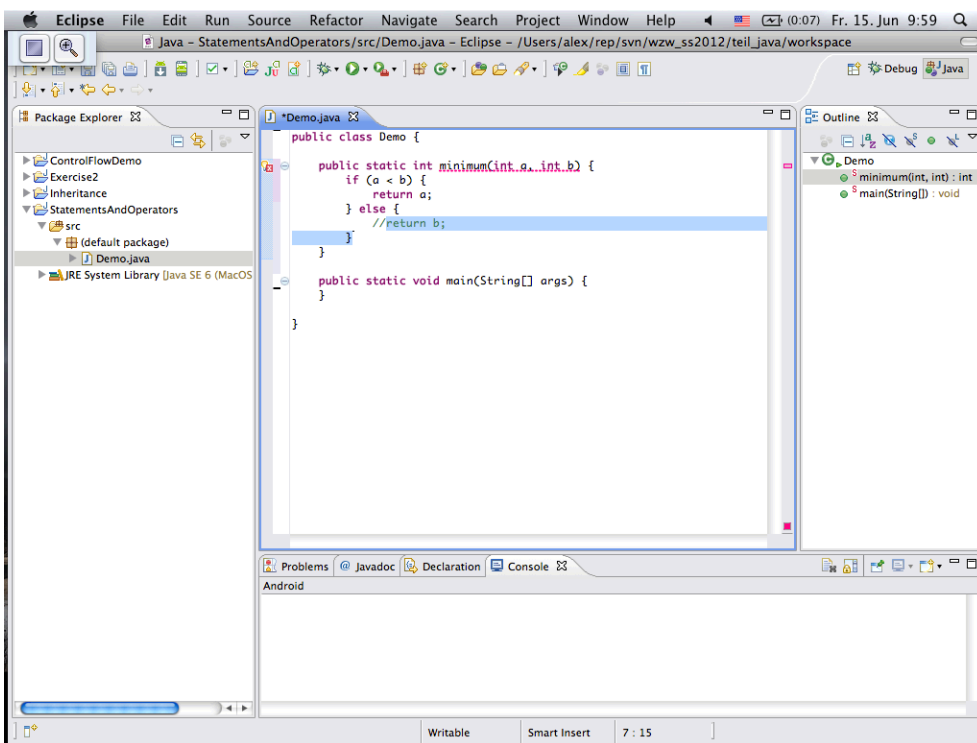 Eclipse File Edit Run Source Refactor Navigate Search Project Window Help (0:07) Fr. 15. Jun 9:59
Java – StatementsAndOperators/src/Demo.java – Eclipse – /Users/alex/rep/svn/wzw_ss2012/teil_java/workspace
Debug Java
Package Explorer
ControlFlowDemo
Exercise2
Inheritance
StatementsAndOperators
src
(default package)
Demo.java
JRE System Library [Java SE 6 (MacOS
*Demo.java
public class Demo {
public static int minimum(int a, int b) {
if (a < b) {
return a;
} else {
//return b;
}
}
public static void main(String[] args) {
}
}
Outline
Demo
minimum(int, int) : int
main(String[]) : void
Problems @ Javadoc Declaration Console
Android
Writable Smart Insert 7 : 15